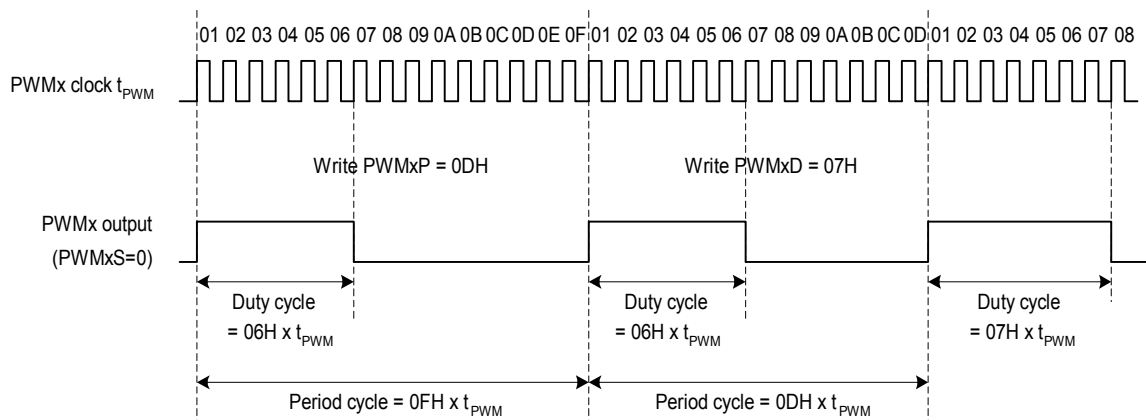 01 02 03 04 05 06 07 08 09 0A 0B 0C 0D 0E 0F 01 02 03 04 05 06 07 08 09 0A 0B 0C 0D 01 02 03 04 05 06 07 08
PWMx clock tPWM
Write PWMxP = 0DH
Write PWMxD = 07H
PWMx output
(PWMxS=0)
Duty cycle
= 06H x tPWM
Duty cycle
= 06H x tPWM
Duty cycle
= 07H x tPWM
Period cycle = 0FH x tPWM
Period cycle = 0DH x tPWM